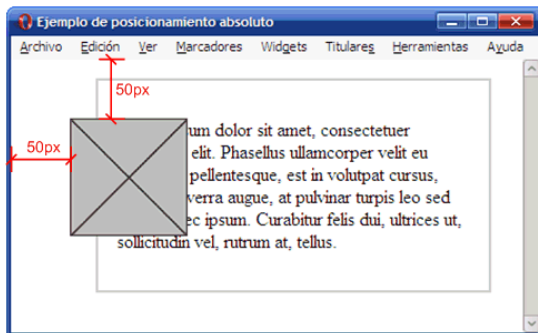 Ejemplo de posicionamiento absoluto
Archivo Edición Ver Marcadores Widgets Titulares Herramientas Ayuda
50px
50px
um dolor sit amet, consectetuer
elit. Phasellus ullamcorper velit eu
pellentesque, est in volutpat cursus,
verra augue, at pulvinar turpis leo sed
ec ipsum. Curabitur felis dui, ultrices ut,
sollicitudin vel, rutrum at, tellus.